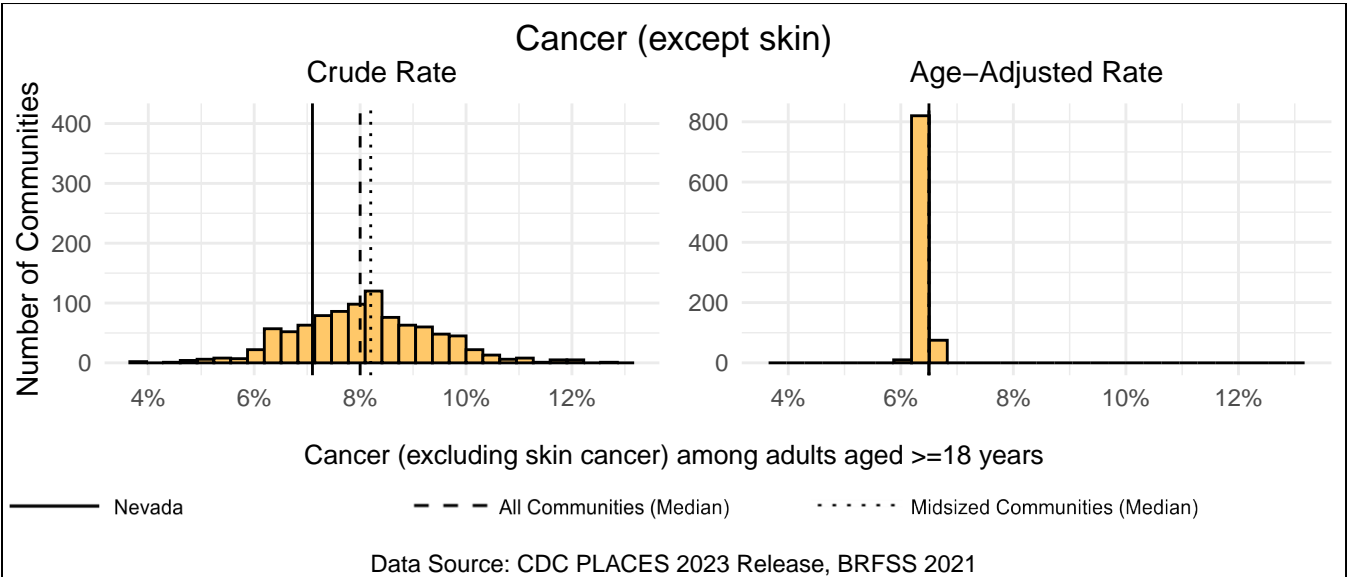 Cancer (except skin)
Crude Rate
Age−Adjusted Rate
Number of Communities
400
300
200
100
0
4%
6%
8%
10%
12%
800
600
400
200
0
4%
6%
8%
10%
12%
Cancer (excluding skin cancer) among adults aged >=18 years
Nevada
All Communities (Median)
Midsized Communities (Median)
Data Source: CDC PLACES 2023 Release, BRFSS 2021